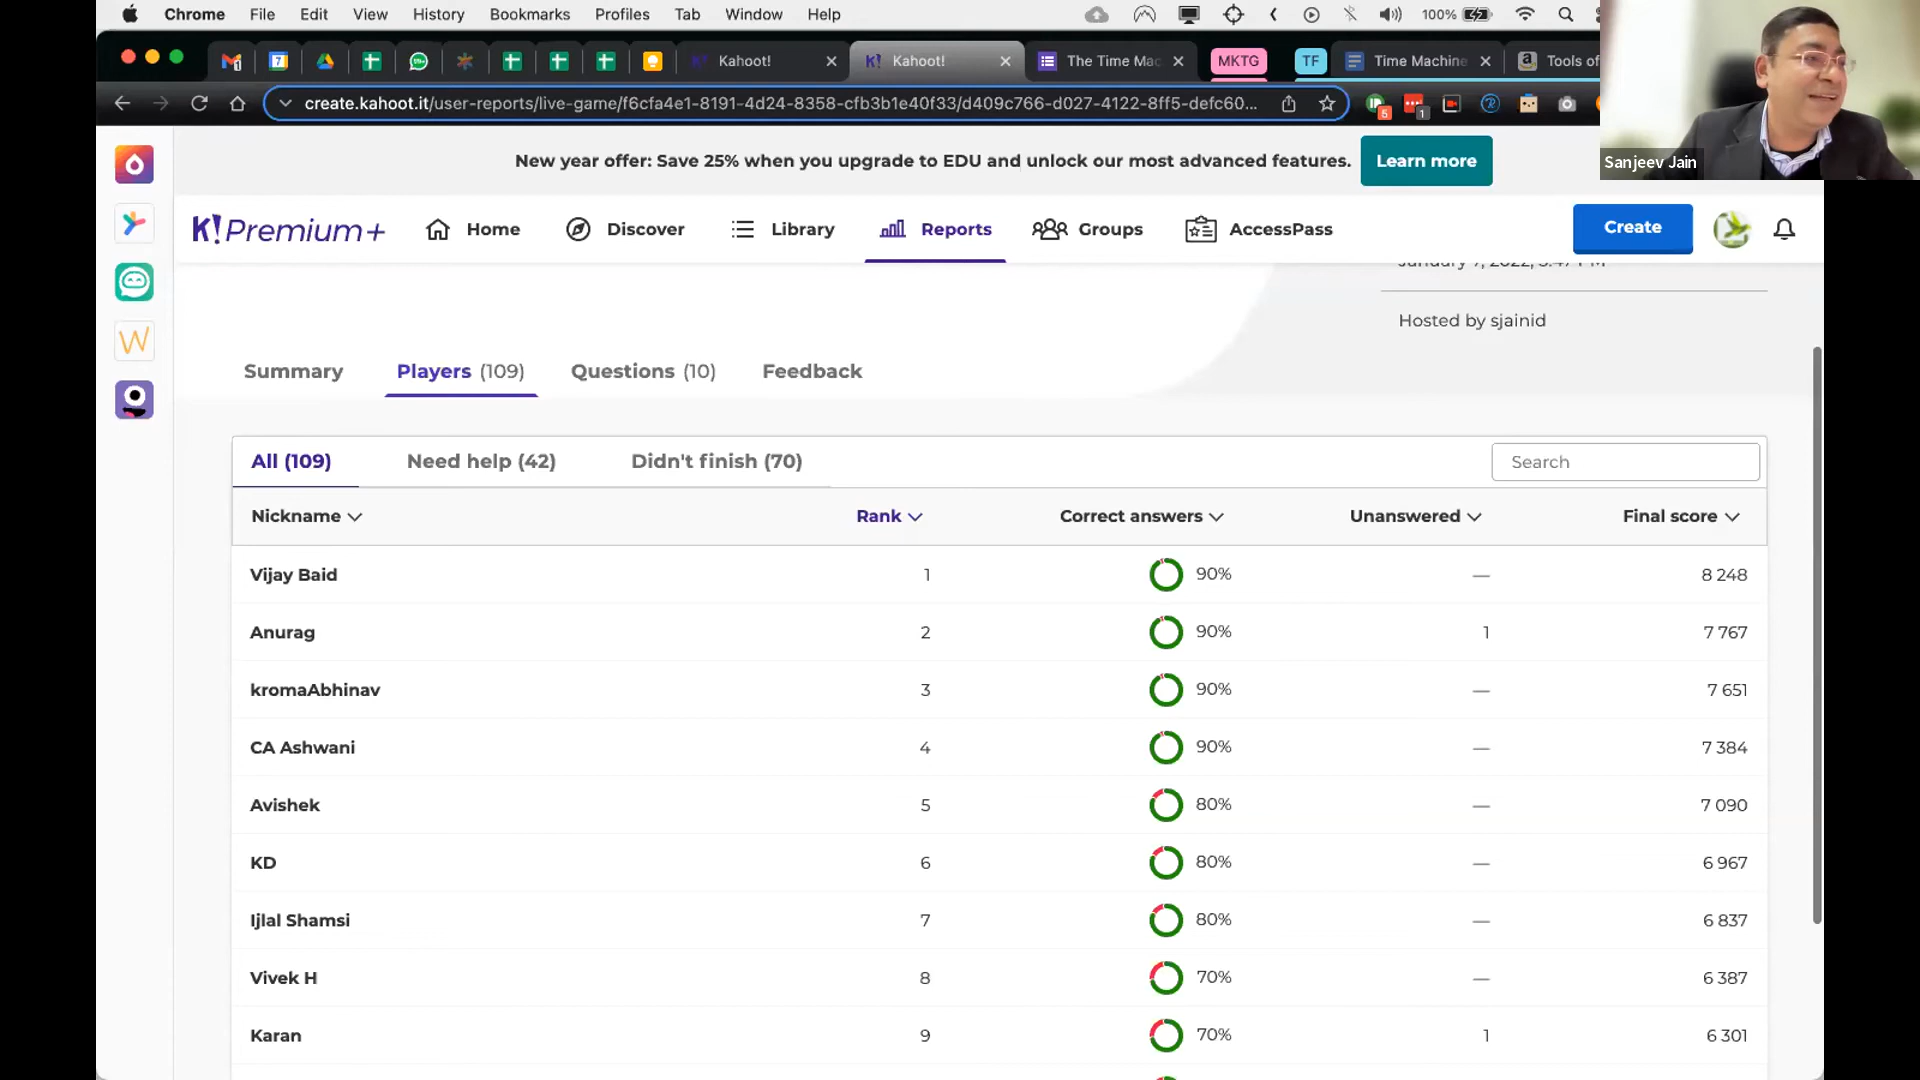 Chrome File Edit View History Bookmarks Profiles Tab Window Help 100%
Kahoot! Kahoot! The Time Mac MKTG TF Time Machine Tools of
create.kahoot.it/user-reports/live-game/f6cfa4e1-8191-4d24-8358-cfb3b1e40f33/d409c766-d027-4122-8ff5-defc60... 5 1
Sanjeev Jain
New year offer: Save 25% when you upgrade to EDU and unlock our most advanced features. Learn more
K! Premium+ Home Discover Library Reports Groups AccessPass Create
Hosted by sjainid
Summary Players (109) Questions (10) Feedback
All (109) Need help (42) Didn't finish (70) Search
Nickname Rank Correct answers Unanswered Final score
Vijay Baid 1 90% — 8 248
Anurag 2 90% 1 7 767
kromaAbhinav 3 90% — 7 651
CA Ashwani 4 90% — 7 384
Avishek 5 80% — 7 090
KD 6 80% — 6 967
Ijlal Shamsi 7 80% — 6 837
Vivek H 8 70% — 6 387
Karan 9 70% 1 6 301